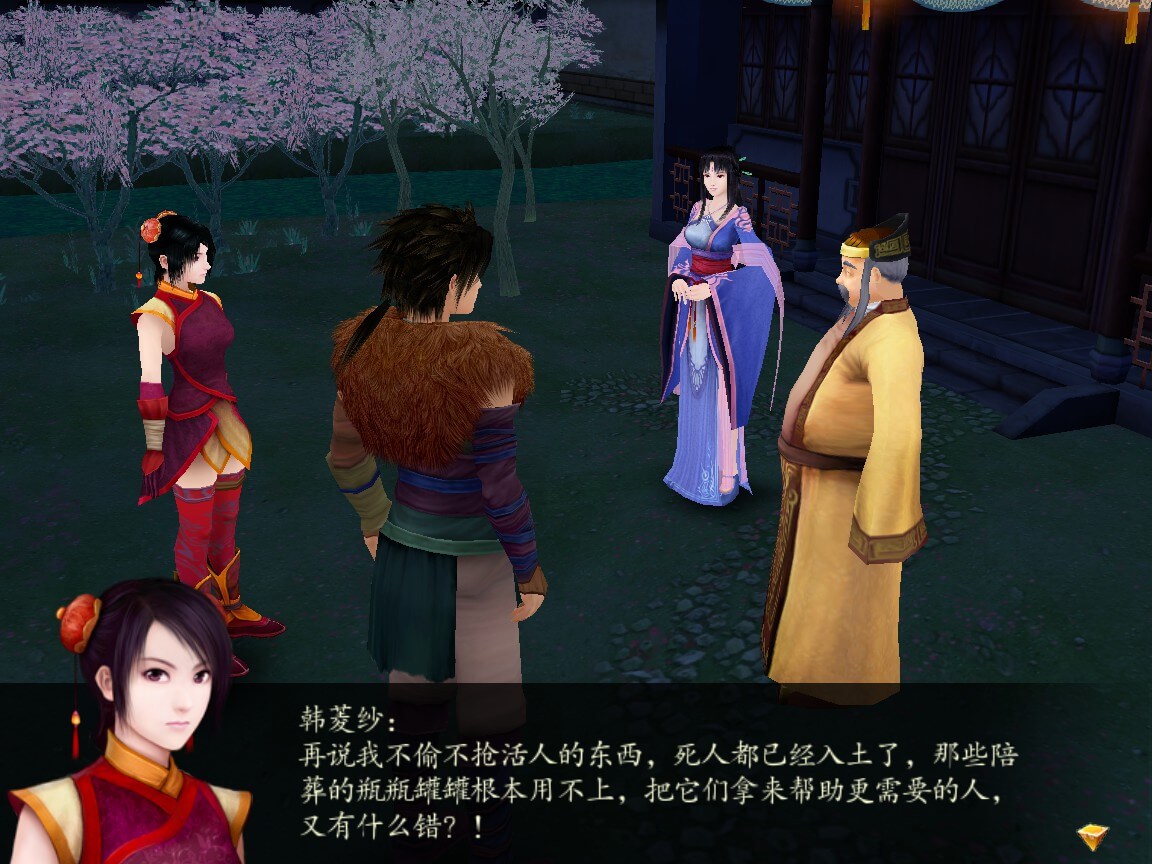 韩菱纱：
再说我不偷不抢活人的东西，死人都已经入土了，那些陪
葬的瓶瓶罐罐根本用不上，把它们拿来帮助更需要的人，
又有什么错？！